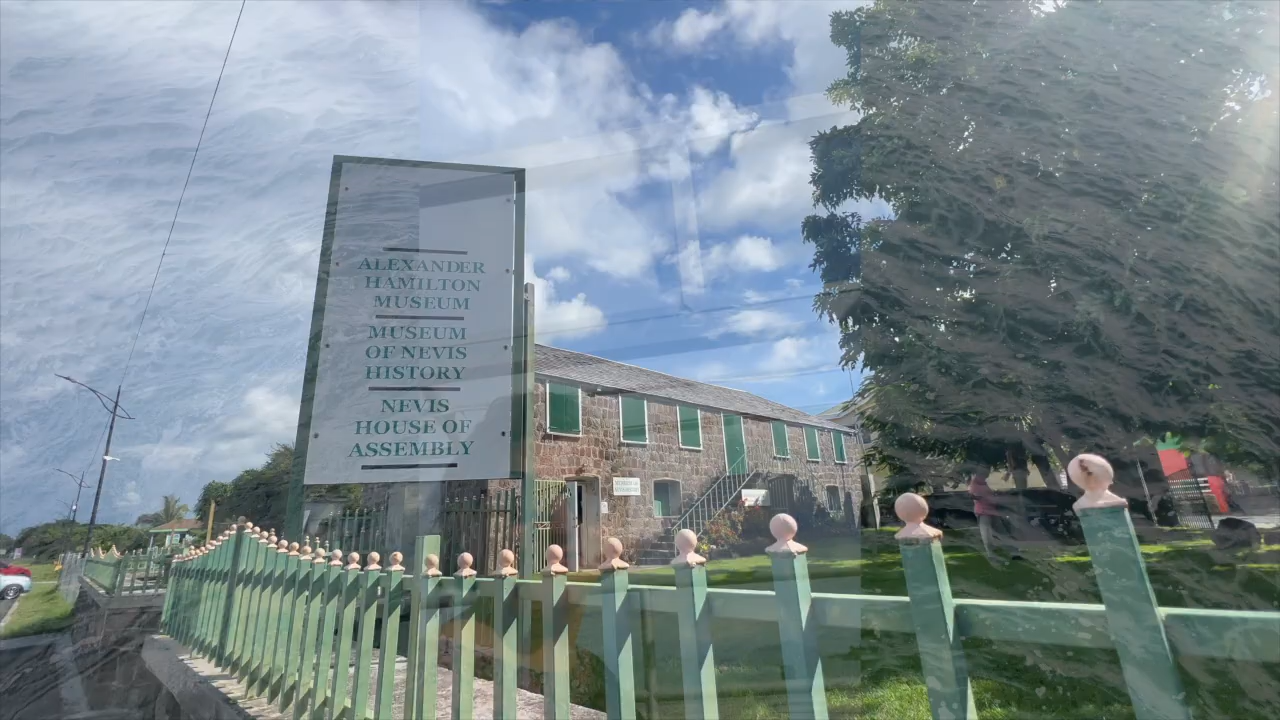 ALEXANDER
HAMILTON
MUSEUM
MUSEUM
OF NEVIS
HISTORY
NEVIS
HOUSE OF
ASSEMBLY